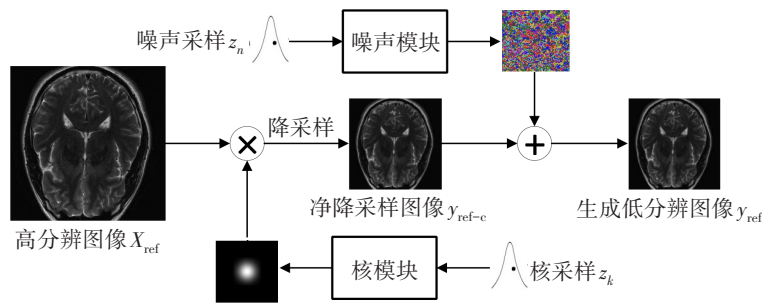 噪声采样 zₙ
噪声模块
降采样
净降采样图像 y_ref-c
生成低分辨图像 y_ref
高分辨图像 X_ref
核模块
核采样 z_k